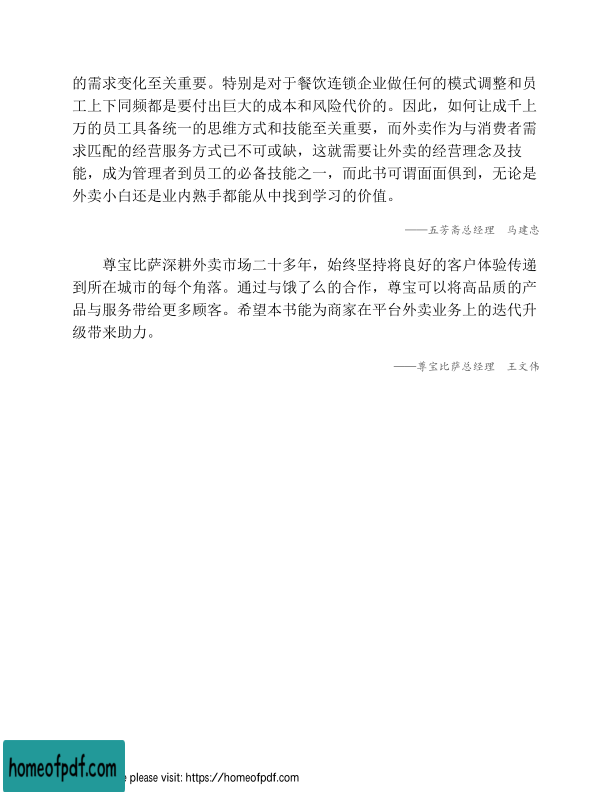 的需求变化至关重要。特别是对于餐饮连锁企业做任何的模式调整和员
工上下同频都是要付出巨大的成本和风险代价的。因此，如何让成千上
万的员工具备统一的思维方式和技能至关重要，而外卖作为与消费者需
求匹配的经营服务方式已不可或缺，这就需要让外卖的经营理念及技
能，成为管理者到员工的必备技能之一，而此书可谓面面俱到，无论是
外卖小白还是业内熟手都能从中找到学习的价值。
——五芳斋总经理　马建忠
尊宝比萨深耕外卖市场二十多年，始终坚持将良好的客户体验传递
到所在城市的每个角落。通过与饿了么的合作，尊宝可以将高品质的产
品与服务带给更多顾客。希望本书能为商家在平台外卖业务上的迭代升
级带来助力。
——尊宝比萨总经理　王文伟
homeofpdf.com
please visit: https://homeofpdf.com